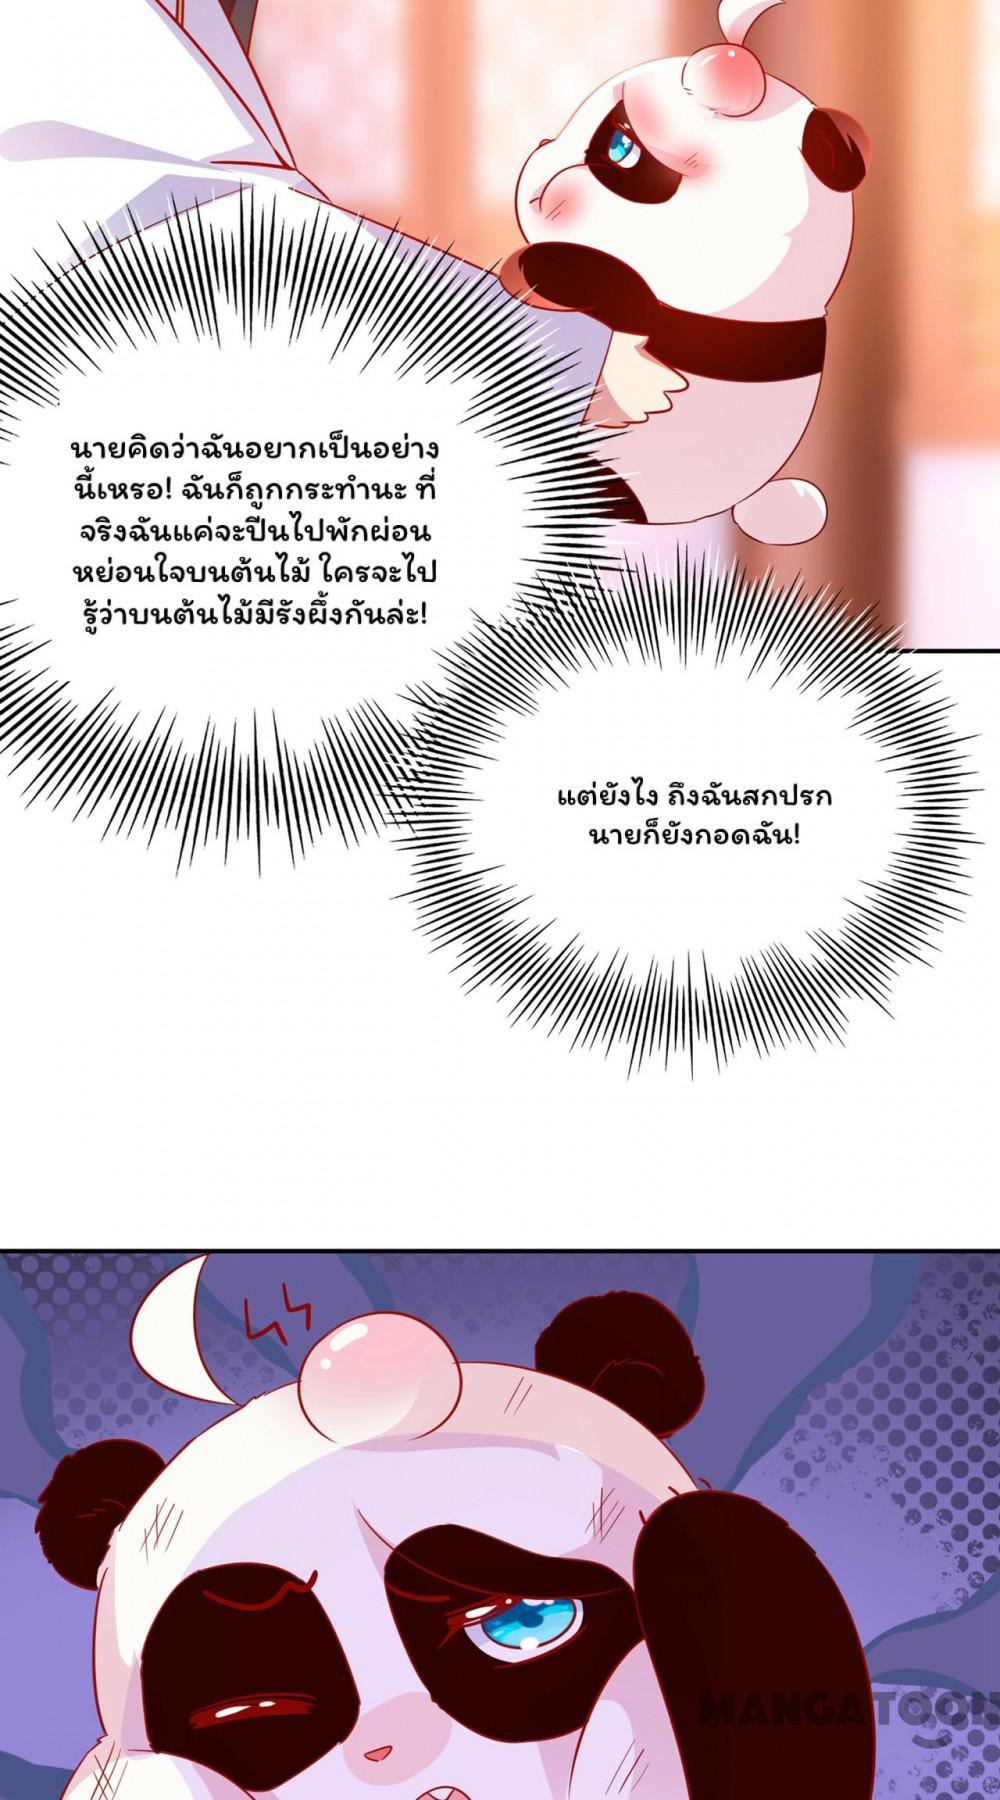 นายคิดว่าฉันอยากเป็นอย่าง
นี้เหรอ! ฉันก็ถูกกระทำนะ ที่
จริงฉันแค่จะปีนไปพักผ่อน
หย่อนใจบนต้นไม้ ใครจะไป
รู้ว่าบนต้นไม้มีรังผึ้งกันล่ะ!
แต่ยังไง ถึงฉันสกปรก
นายก็ยังกอดฉัน!
MANGATOON